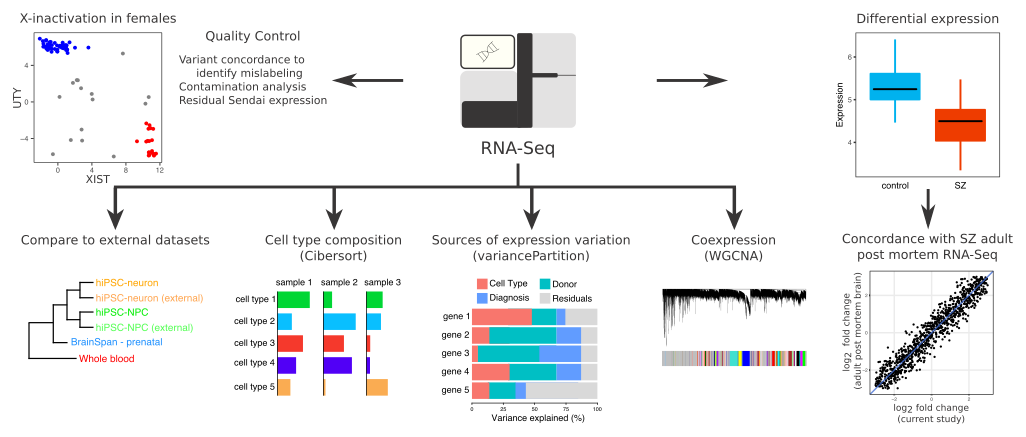 X-inactivation in females
UTY
4
0
−4
0
4
8
12
XIST
Quality Control
Variant concordance to
identify mislabeling
Contamination analysis
Residual Sendai expression
RNA-Seq
Differential expression
Expression
6
5
4
control
SZ
Compare to external datasets
hiPSC-neuron
hiPSC-neuron (external)
hiPSC-NPC
hiPSC-NPC (external)
BrainSpan - prenatal
Whole blood
Cell type composition
(Cibersort)
sample 1 sample 2 sample 3
cell type 1
cell type 2
cell type 3
cell type 4
cell type 5
Sources of expression variation
(variancePartition)
Cell Type
Donor
Diagnosis
Residuals
gene 1
gene 2
gene 3
gene 4
gene 5
0 25 50 75 100
Variance explained (%)
Coexpression
(WGCNA)
Concordance with SZ adult
post mortem RNA-Seq
log2 fold change
(adult post mortem brain)
2
0
-2
-2 0 2
log2 fold change
(current study)